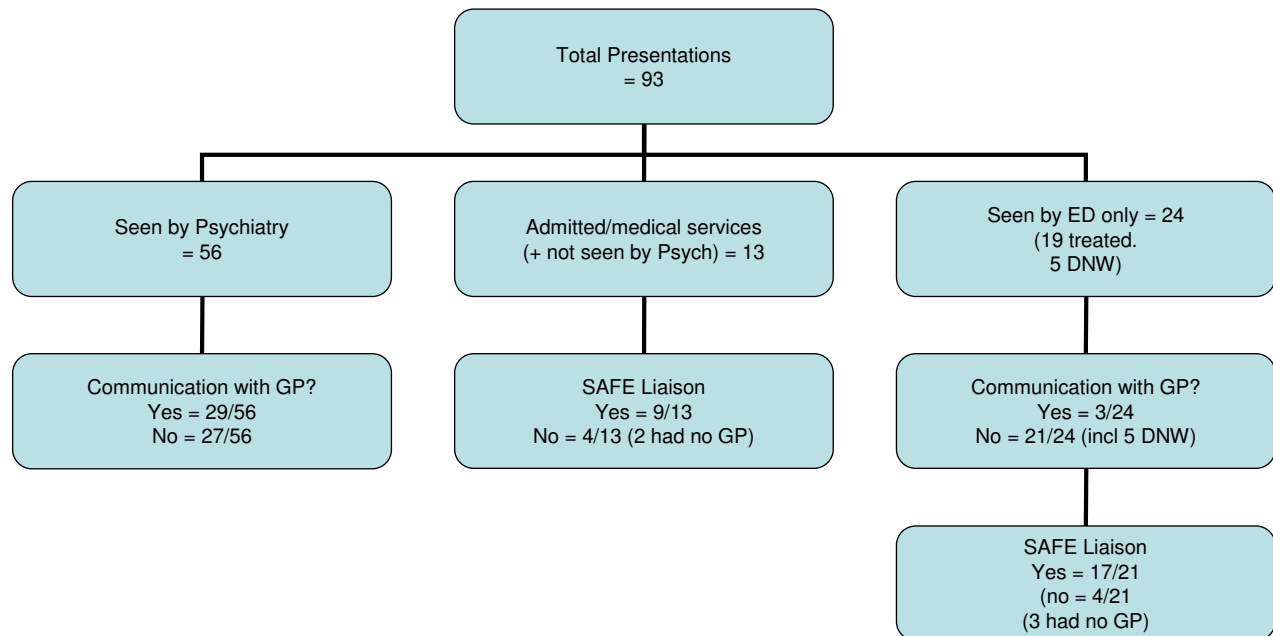 Total Presentations
= 93
Seen by Psychiatry
= 56
Admitted/medical services
(+ not seen by Psych) = 13
Seen by ED only = 24
(19 treated.
5 DNW)
Communication with GP?
Yes = 29/56
No = 27/56
SAFE Liaison
Yes = 9/13
No = 4/13 (2 had no GP)
Communication with GP?
Yes = 3/24
No = 21/24 (incl 5 DNW)
SAFE Liaison
Yes = 17/21
(no = 4/21
(3 had no GP)